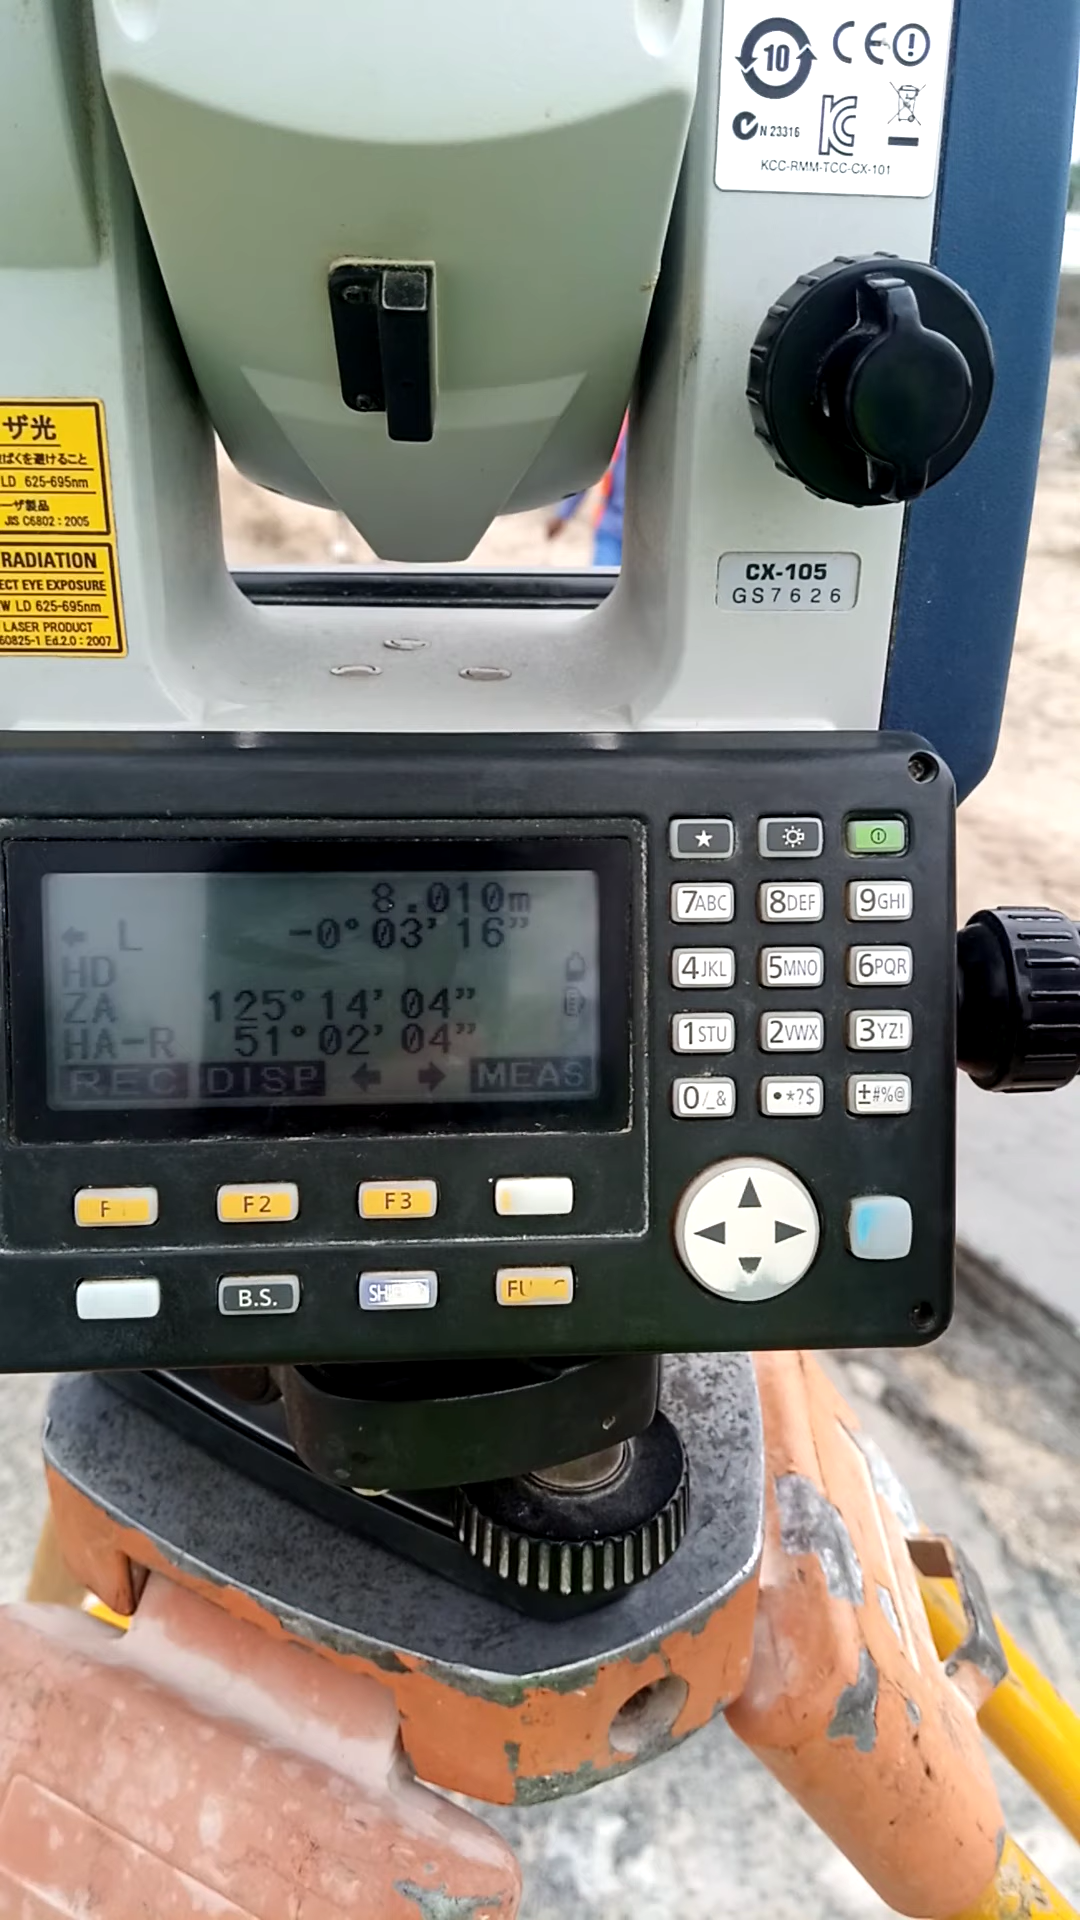 10
CE
N 23316
KCC-RMM-TCC-CX-101
ザ光
ばくを避けること
LD 625-695nm
ーザ製品
JIS C6802 : 2005
RADIATION
ECT EYE EXPOSURE
W LD 625-695nm
LASER PRODUCT
60825-1 Ed.2.0 : 2007
CX-105
GS7626
8.010m
← L -0°03'16"
HD
ZA 125°14'04"
HA-R 51°02'04"
REC DISP ← → MEAS
7ABC 8DEF 9GHI
4JKL 5MNO 6PQR
1STU 2VWX 3YZ!
0/_& •*?$ ±#%@
F F2 F3
B.S.